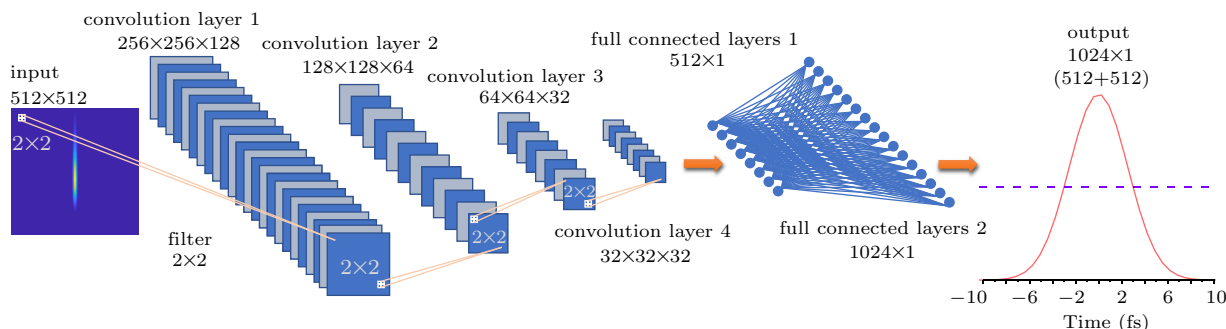 input
512×512
2×2
convolution layer 1
256×256×128
filter
2×2
2×2
convolution layer 2
128×128×64
2×2
convolution layer 3
64×64×32
2×2
convolution layer 4
32×32×32
full connected layers 1
512×1
full connected layers 2
1024×1
output
1024×1
(512+512)
−10 −6 −2 2 6 10
Time (fs)